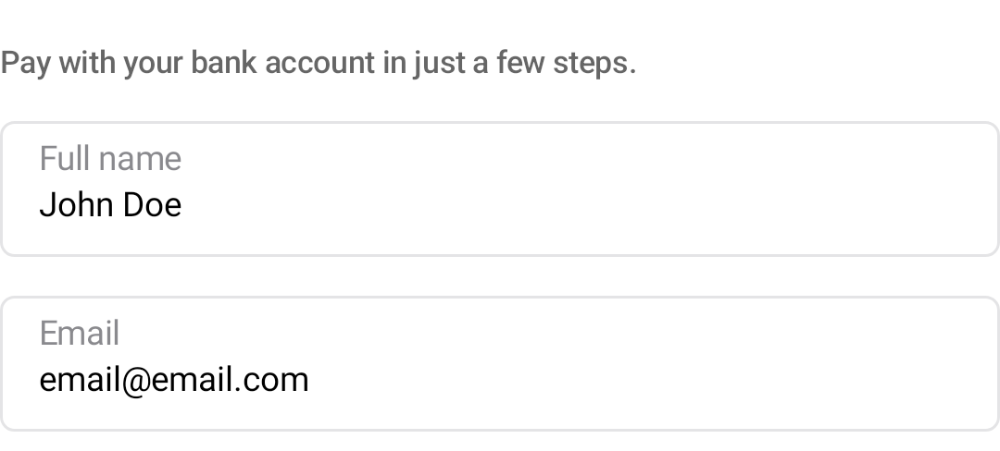 Pay with your bank account in just a few steps.
Full name
John Doe
Email
email@email.com